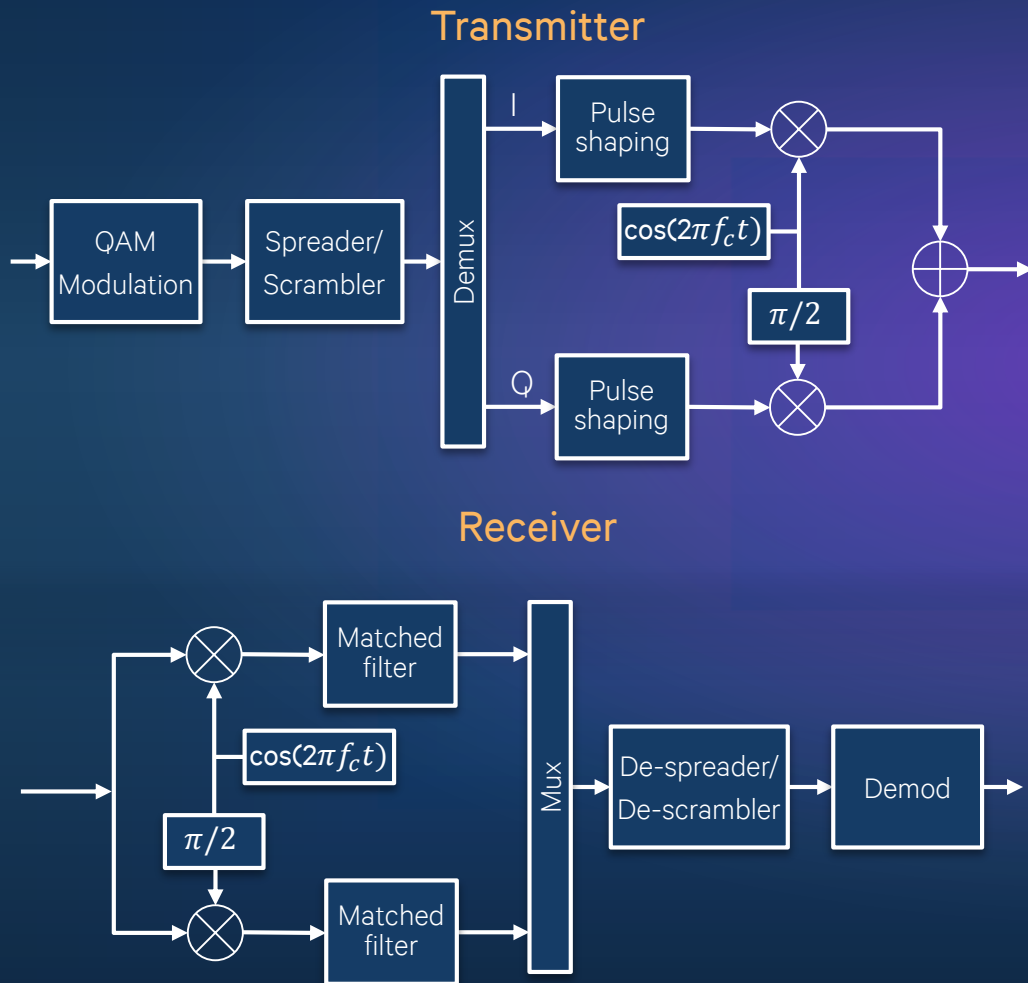 Transmitter
I
Pulse
shaping
cos(2πf_c t)
QAM
Modulation
Spreader/
Scrambler
Demux
π/2
Q
Pulse
shaping
Receiver
Matched
filter
cos(2πf_c t)
π/2
Mux
De-spreader/
De-scrambler
Demod
Matched
filter